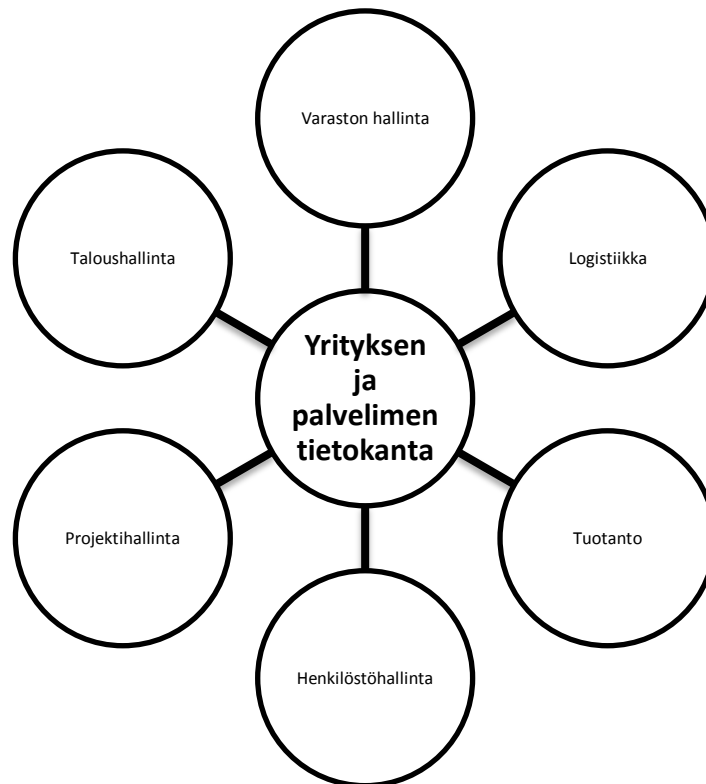 Varaston hallinta
Taloushallinta
Logistiikka
Yrityksen
ja
palvelimen
tietokanta
Projektihallinta
Tuotanto
Henkilöstöhallinta